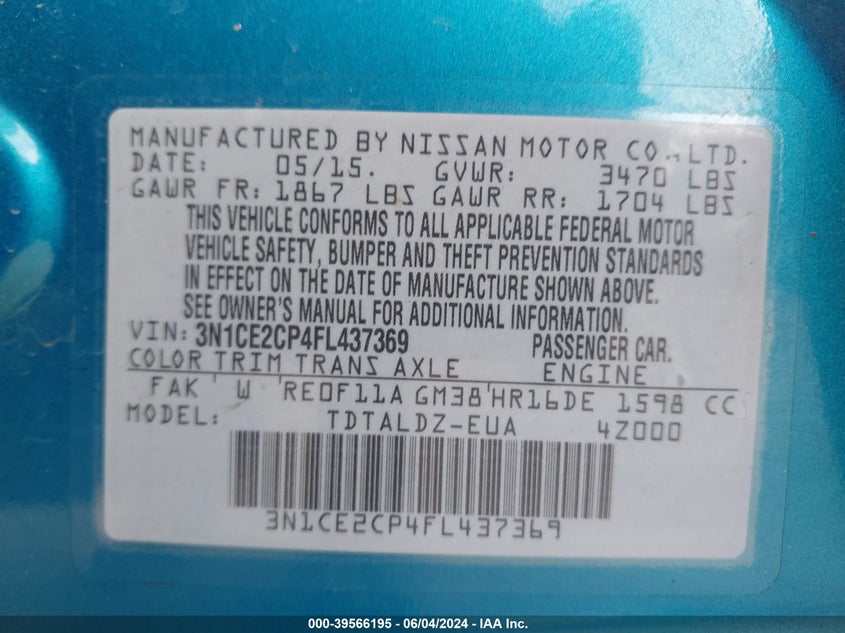 MANUFACTURED BY NISSAN MOTOR CO., LTD.
DATE: 05/15. GVWR: 3470 LBS
GAWR FR: 1867 LBS GAWR RR: 1704 LBS
THIS VEHICLE CONFORMS TO ALL APPLICABLE FEDERAL MOTOR
VEHICLE SAFETY, BUMPER AND THEFT PREVENTION STANDARDS
IN EFFECT ON THE DATE OF MANUFACTURE SHOWN ABOVE.
SEE OWNER'S MANUAL FOR ADDITIONAL INFORMATION.
VIN: 3N1CE2CP4FL437369 PASSENGER CAR.
COLOR TRIM TRANS AXLE ENGINE
FAK W RE0F11A GM38 HR16DE 1598 CC
MODEL: TDTALDZ-EUA 4Z000
3N1CE2CP4FL437369
000-39566195 - 06/04/2024 - IAA Inc.